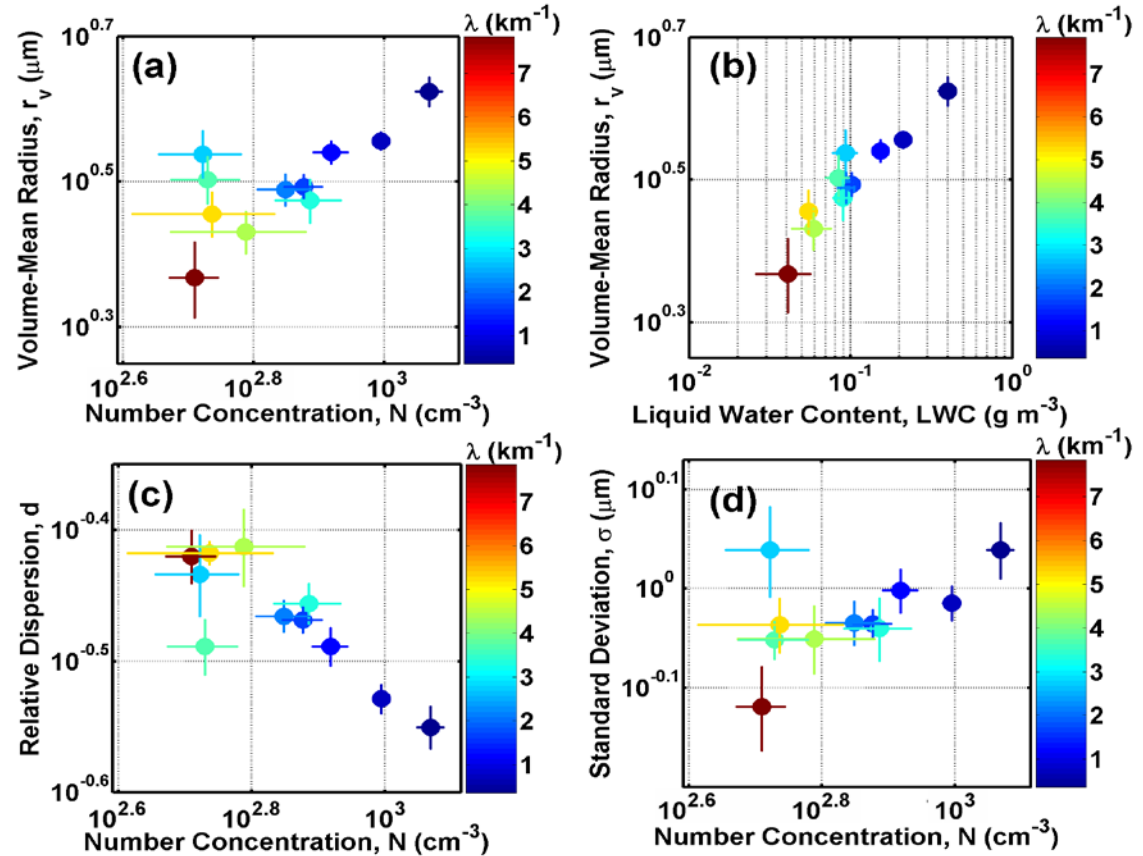 (a)
Volume-Mean Radius, r_v (μm)
10^0.7
10^0.5
10^0.3
10^2.6 10^2.8 10^3
Number Concentration, N (cm^-3)
λ (km^-1)
7
6
5
4
3
2
1
(b)
Volume-Mean Radius, r_v (μm)
10^0.7
10^0.5
10^0.3
10^-2 10^-1 10^0
Liquid Water Content, LWC (g m^-3)
λ (km^-1)
7
6
5
4
3
2
1
(c)
Relative Dispersion, d
10^-0.4
10^-0.5
10^-0.6
10^2.6 10^2.8 10^3
Number Concentration, N (cm^-3)
λ (km^-1)
7
6
5
4
3
2
1
(d)
Standard Deviation, σ (μm)
10^0.1
10^0
10^-0.1
10^2.6 10^2.8 10^3
Number Concentration, N (cm^-3)
λ (km^-1)
7
6
5
4
3
2
1